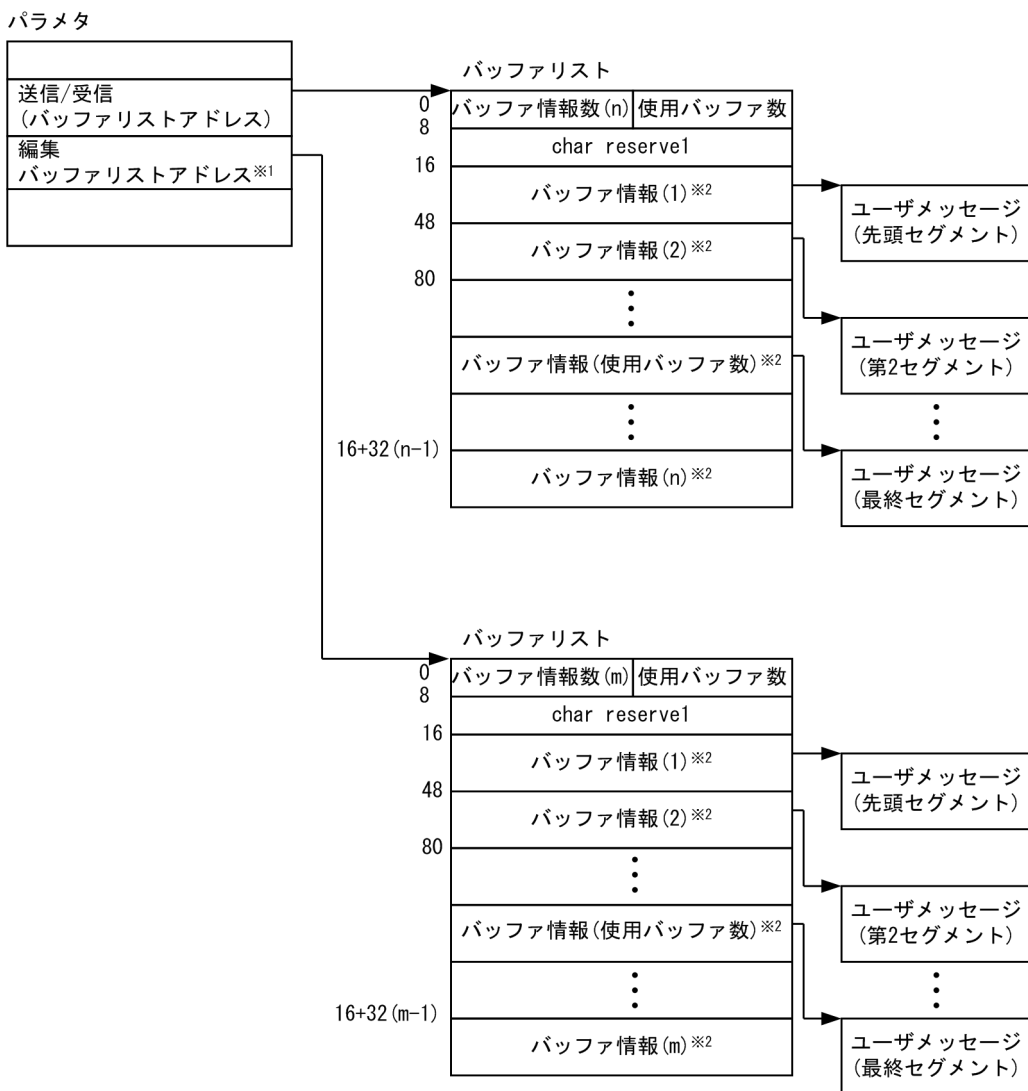 パラメタ
送信/受信
(バッファリストアドレス)
編集
バッファリストアドレス※1
バッファリスト
0
バッファ情報数(n)
使用バッファ数
8
char reserve1
16
バッファ情報(1)※2
48
バッファ情報(2)※2
80
バッファ情報(使用バッファ数)※2
16+32(n-1)
バッファ情報(n)※2
ユーザメッセージ
(先頭セグメント)
ユーザメッセージ
(第2セグメント)
ユーザメッセージ
(最終セグメント)
バッファリスト
0
バッファ情報数(m)
使用バッファ数
8
char reserve1
16
バッファ情報(1)※2
48
バッファ情報(2)※2
80
バッファ情報(使用バッファ数)※2
16+32(m-1)
バッファ情報(m)※2
ユーザメッセージ
(先頭セグメント)
ユーザメッセージ
(第2セグメント)
ユーザメッセージ
(最終セグメント)